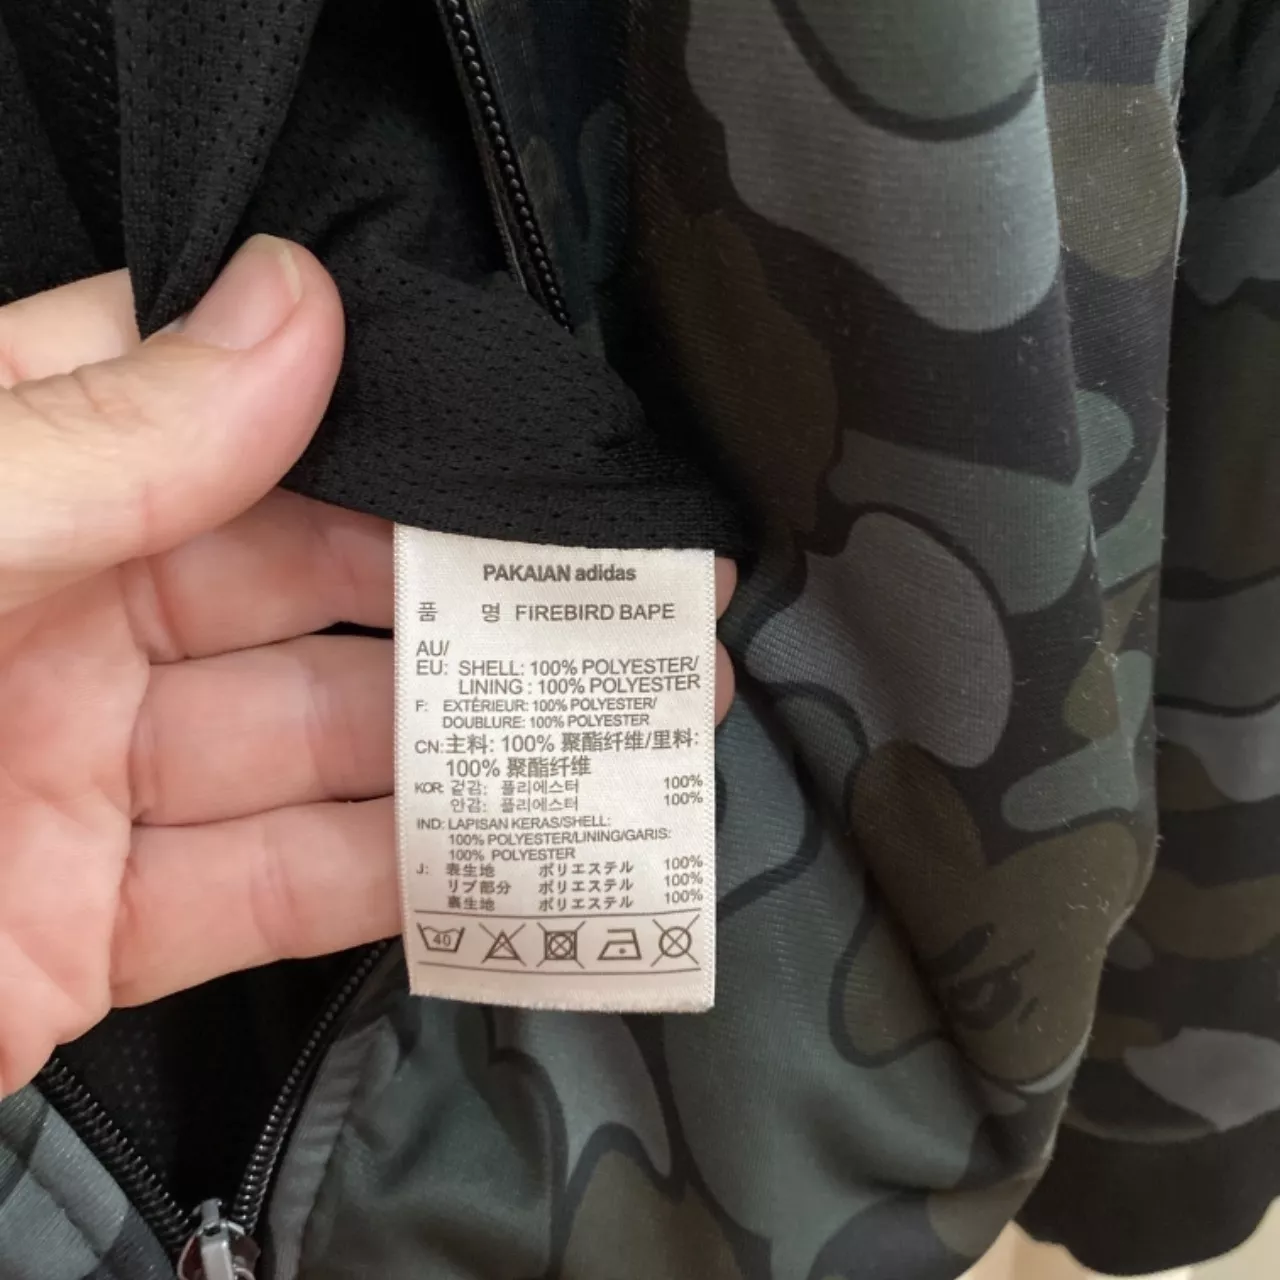 PAKAIAN adidas
품 명 FIREBIRD BAPE
AU/
EU: SHELL: 100% POLYESTER/
LINING : 100% POLYESTER
F: EXTÉRIEUR: 100% POLYESTER/
DOUBLURE: 100% POLYESTER
CN: 主料: 100% 聚酯纤维/里料:
100% 聚酯纤维
KOR: 겉감: 폴리에스터 100%
안감: 폴리에스터 100%
IND: LAPISAN KERAS/SHELL:
100% POLYESTER/LINING/GARIS:
100% POLYESTER
J: 表生地 ポリエステル 100%
リブ部分 ポリエステル 100%
裏生地 ポリエステル 100%
40